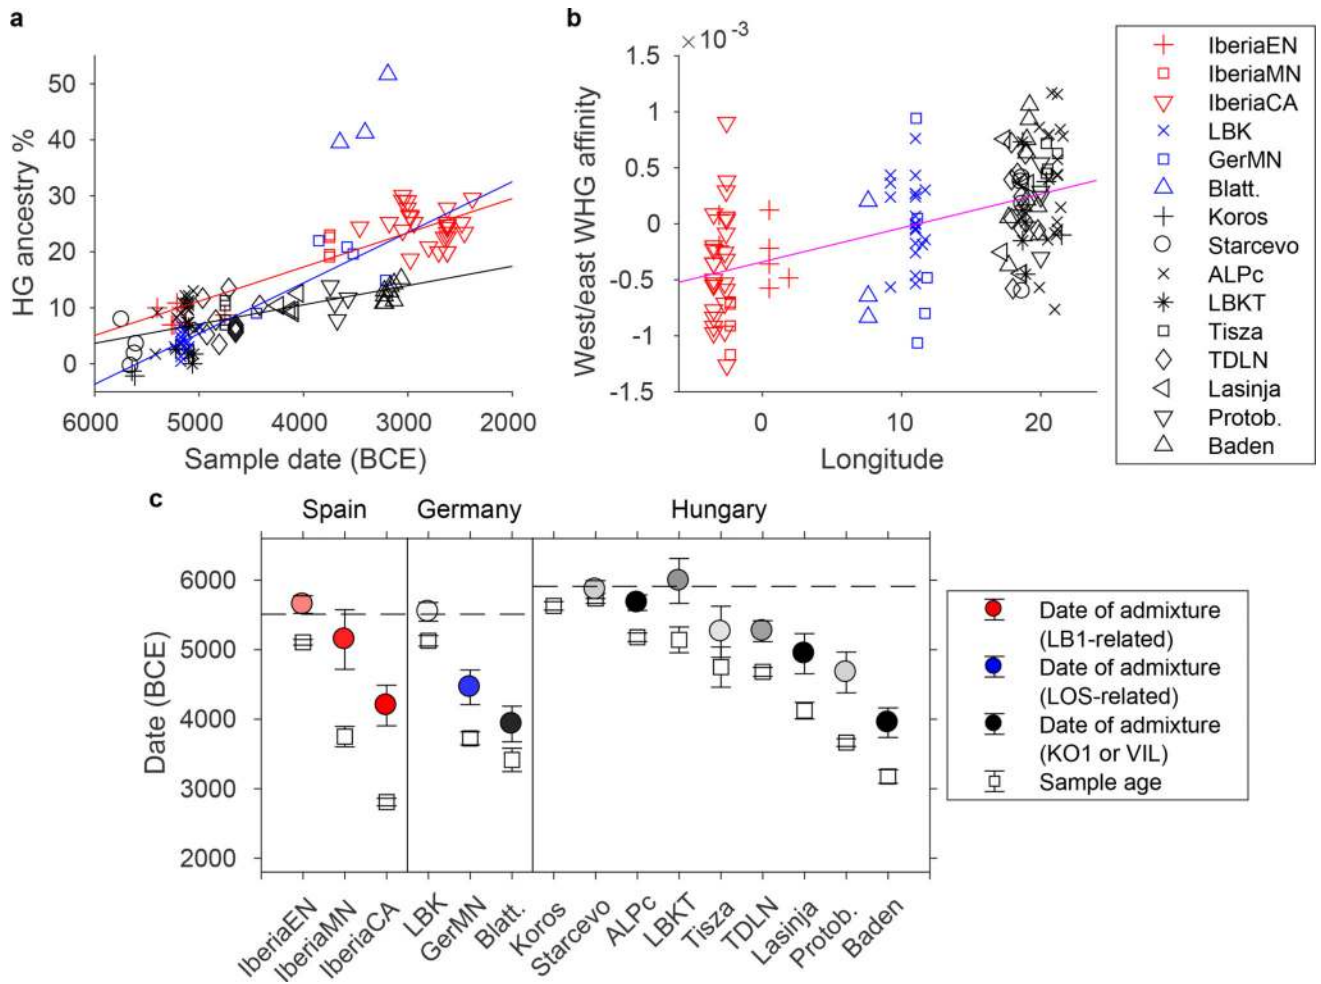 a
HG ancestry %
50
40
30
20
10
0
6000 5000 4000 3000 2000
Sample date (BCE)
b
×10 -3
West/east WHG affinity
1.5
1
0.5
0
-0.5
-1
-1.5
0 10 20
Longitude
IberiaEN
IberiaMN
IberiaCA
LBK
GerMN
Blatt.
Koros
Starcevo
ALPc
LBKT
Tisza
TDLN
Lasinja
Protob.
Baden
c
Spain Germany Hungary
Date (BCE)
6000
5000
4000
3000
2000
IberiaEN IberiaMN IberiaCA LBK GerMN Blatt. Koros Starcevo ALPc LBKT Tisza TDLN Lasinja Protob. Baden
Date of admixture
(LB1-related)
Date of admixture
(LOS-related)
Date of admixture
(KO1 or VIL)
Sample age